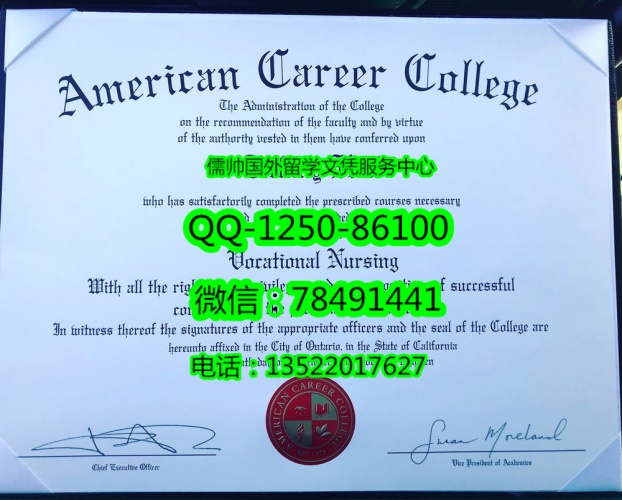 American Career College
The Administration of the College
on the recommendation of the faculty and by virtue
of the authority vested in them have conferred upon
儒帅国外留学文凭服务中心
who has satisfactorily completed the prescribed courses necessary
QQ-1250-86100
Vocational Nursing
With all the of successful
微信：78491441
In witness thereof the signatures of the appropriate officers and the seal of the College are
hereunto affixed in the City of Ontario, in the State of California
电话：13522017627
AMERICAN CAREER COLLEGE
Susan Moreland
Chief Executive Officer
Vice President of Academics